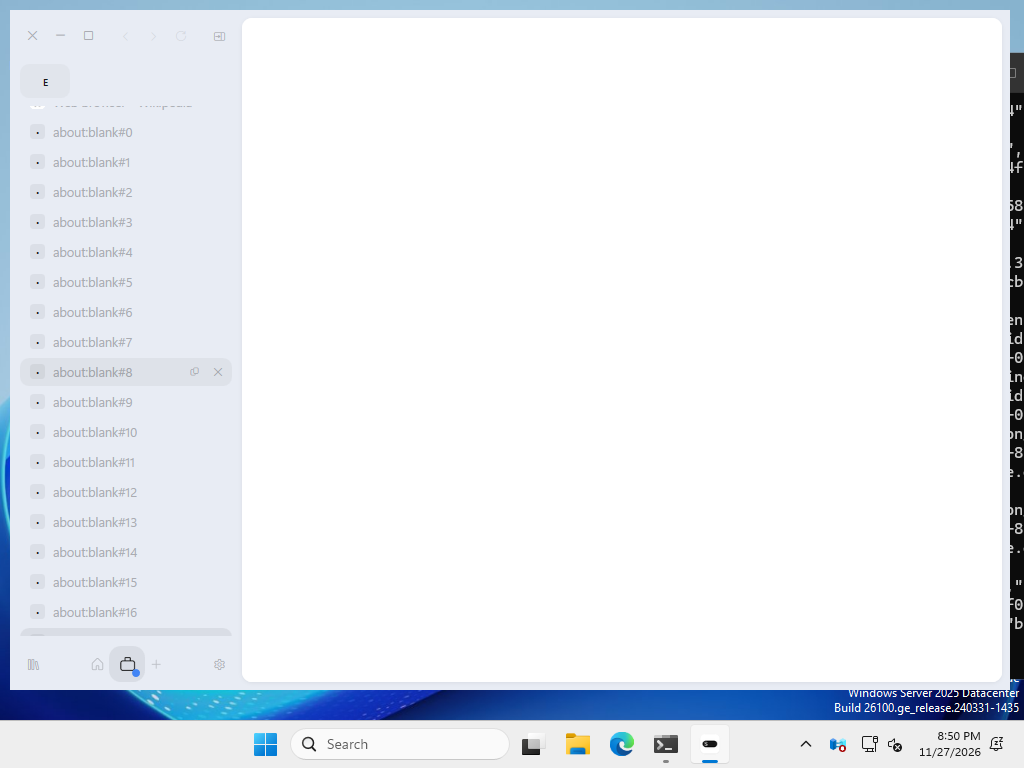 E
about:blank#0
about:blank#1
about:blank#2
about:blank#3
about:blank#4
about:blank#5
about:blank#6
about:blank#7
about:blank#8
about:blank#9
about:blank#10
about:blank#11
about:blank#12
about:blank#13
about:blank#14
about:blank#15
about:blank#16
Windows Server 2025 Datacenter
Build 26100.ge_release.240331-1435
Search
8:50 PM
11/27/2026